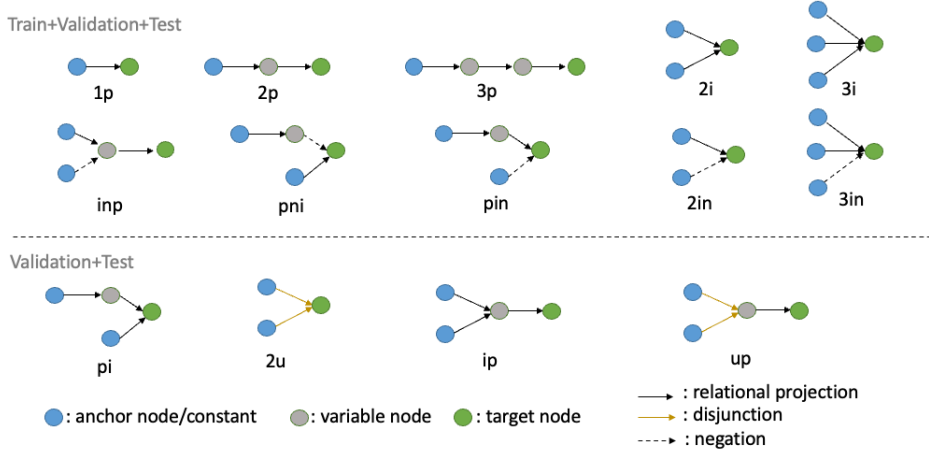 Train+Validation+Test
1p
2p
3p
2i
3i
inp
pni
pin
2in
3in
Validation+Test
pi
2u
ip
up
: anchor node/constant
: variable node
: target node
: relational projection
: disjunction
: negation